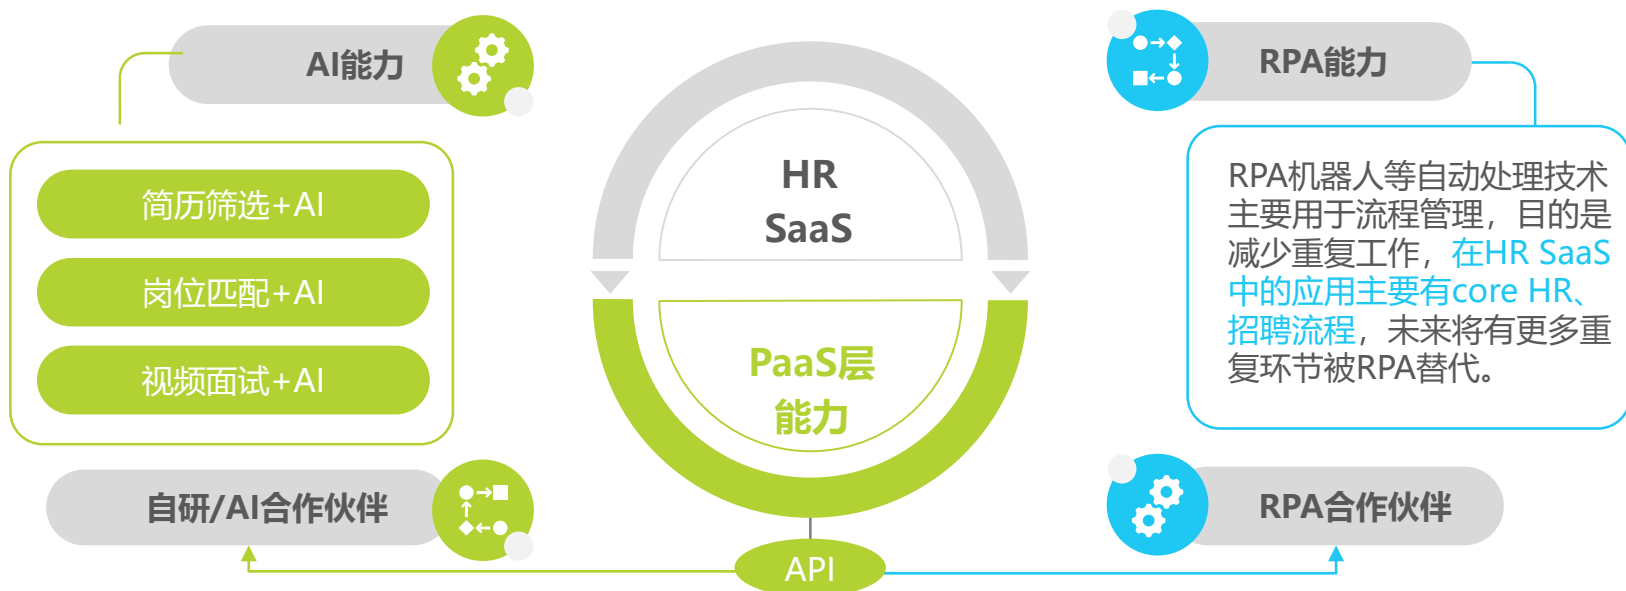 AI能力
简历筛选+AI
岗位匹配+AI
视频面试+AI
自研/AI合作伙伴
HR
SaaS
PaaS层
能力
API
RPA能力
RPA机器人等自动处理技术
主要用于流程管理，目的是
减少重复工作，在HR SaaS
中的应用主要有core HR、
招聘流程，未来将有更多重
复环节被RPA替代。
RPA合作伙伴